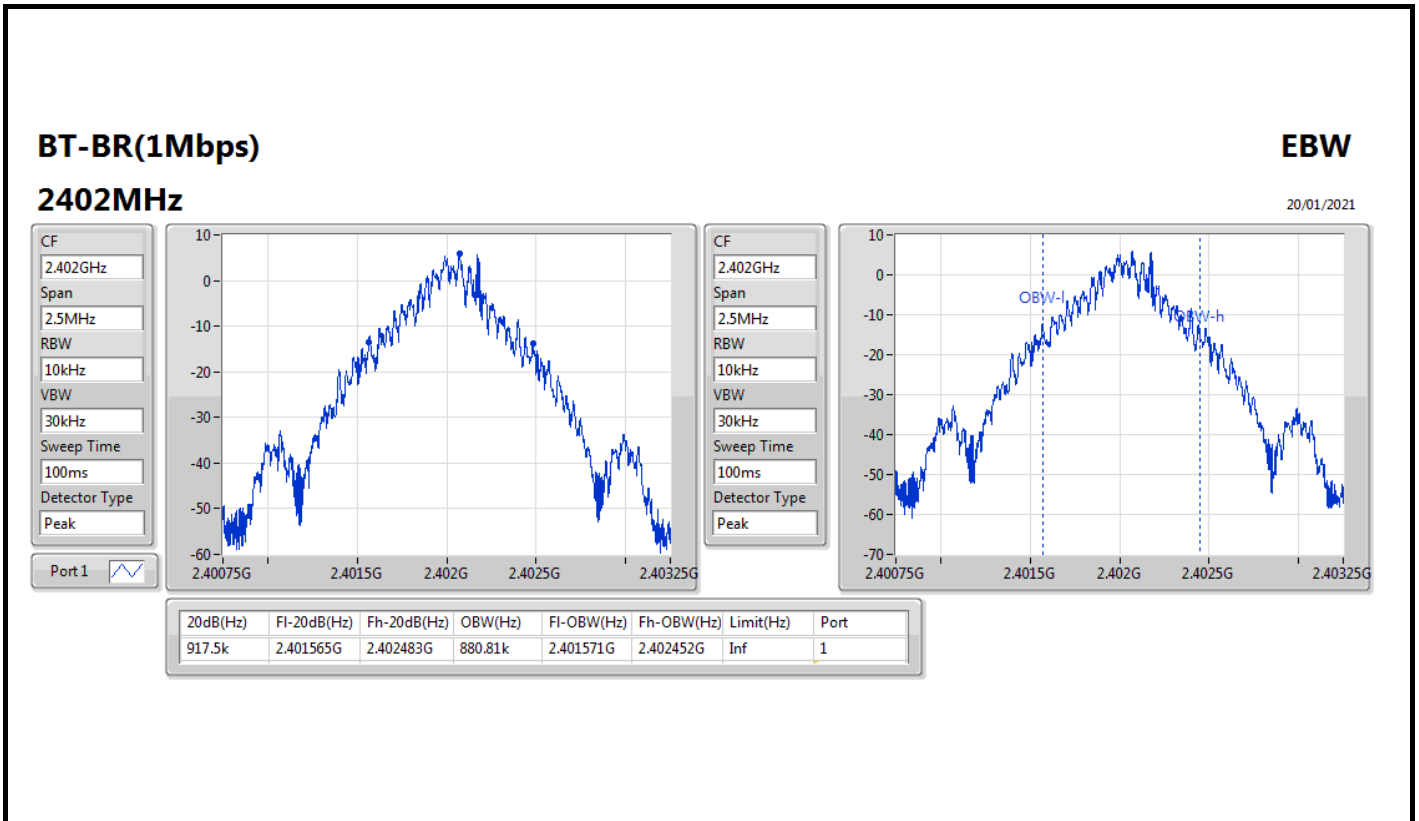 BT-BR(1Mbps)
EBW
2402MHz
20/01/2021
CF
2.402GHz
Span
2.5MHz
RBW
10kHz
VBW
30kHz
Sweep Time
100ms
Detector Type
Peak
Port 1
10
0
-10
-20
-30
-40
-50
-60
2.40075G 2.4015G 2.402G 2.4025G 2.40325G
CF
2.402GHz
Span
2.5MHz
RBW
10kHz
VBW
30kHz
Sweep Time
100ms
Detector Type
Peak
10
0
-10
-20
-30
-40
-50
-60
-70
OBW-l
OBW-h
2.40075G 2.4015G 2.402G 2.4025G 2.40325G
20dB(Hz) Fl-20dB(Hz) Fh-20dB(Hz) OBW(Hz) Fl-OBW(Hz) Fh-OBW(Hz) Limit(Hz) Port
917.5k 2.401565G 2.402483G 880.81k 2.401571G 2.402452G Inf 1